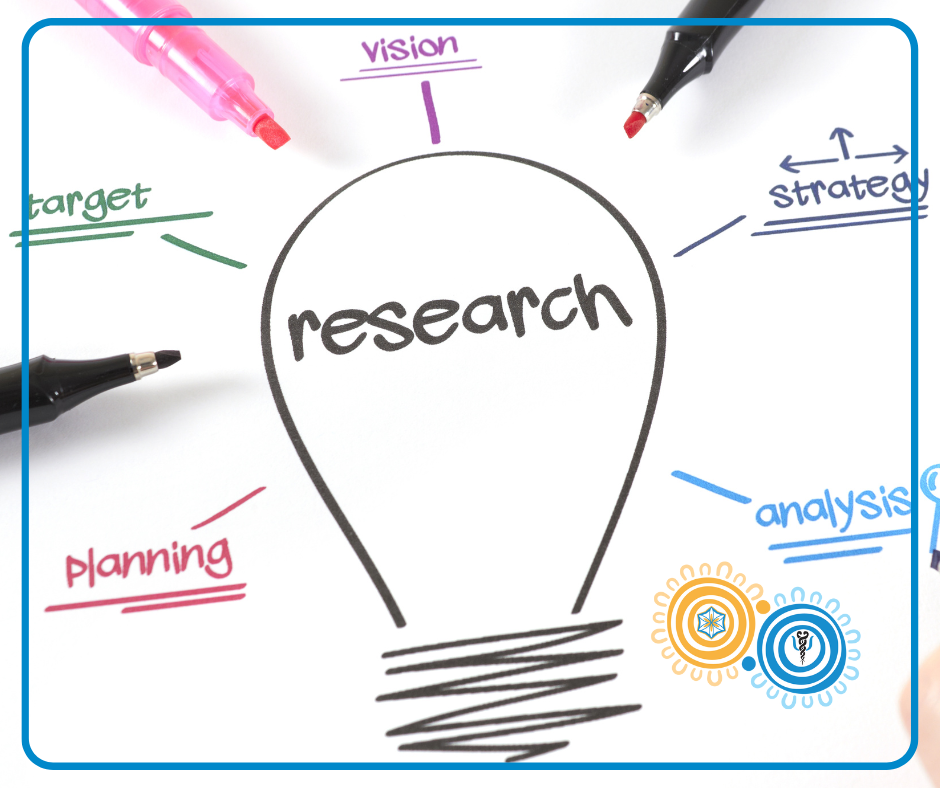 vision
target
strategy
research
analysis
planning